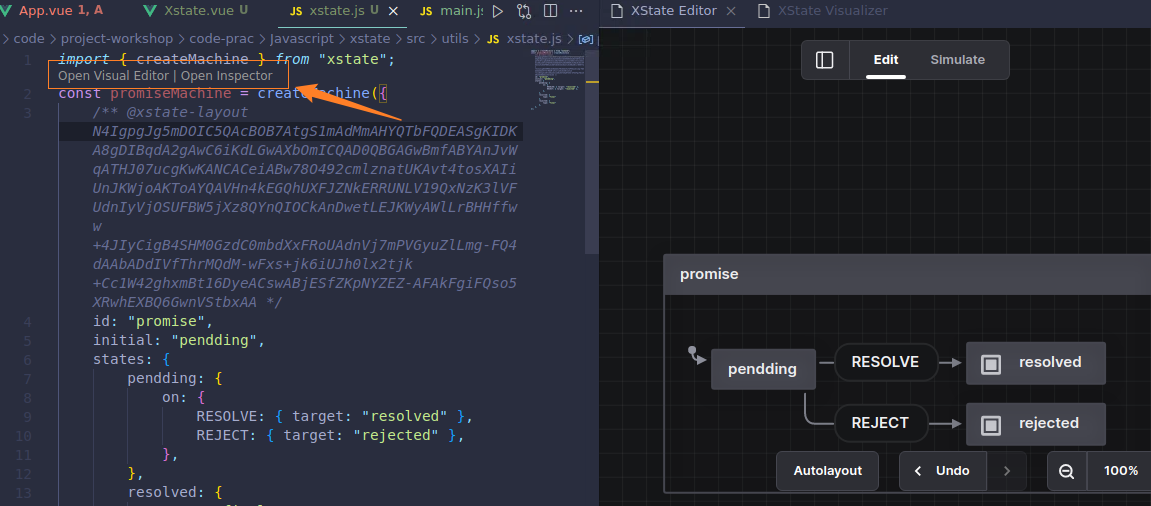 App.vue 1, A
Xstate.vue U
JS xstate.js U
JS main.js
> code > project-workshop > code-prac > Javascript > xstate > src > utils > JS xstate.js >
1 import { createMachine } from "xstate";
Open Visual Editor | Open Inspector
2 const promiseMachine = createMachine({
3 /** @xstate-layout
N4IgpgJg5mDOIC5QAcBOB7AtgS1mAdMmAHYQTbFQDEASgKIDK
A8gDIBqdA2gAwC6iKdLGwAXbOmICQAD0QBGAGwBmfABYAnJvW
qATHJ07ucgKwKANCACeiABw78O492cmlznatUKAvt4tosXAIi
UnJKWjoAKToAYQAVHn4kEGQhUXFJZNkERRUNLV19QxNzK3lVF
UdnIyVjOSUFBW5jXz8QYnQIOCkAnDwetLEJKWyAWlLrBHHffw
w
+4JIyCigB4SHM0GzdC0mbdXxFRoUAdnVj7mPVGyuZlLmg-FQ4
dAAbADdIVfThrMQdM-wFxs+jk6iUJh0lx2tjk
+Cc1W42ghxmBt16DyeACswABjESfZKpNYZEZ-AFAkFgiFQso5
XRwhEXBQ6GwnVStbxAA */
4 id: "promise",
5 initial: "pendding",
6 states: {
7 pendding: {
8 on: {
9 RESOLVE: { target: "resolved" },
10 REJECT: { target: "rejected" },
11 },
12 },
13 resolved: {
XState Editor
XState Visualizer
Edit
Simulate
promise
pendding
RESOLVE
resolved
REJECT
rejected
Autolayout
Undo
100%